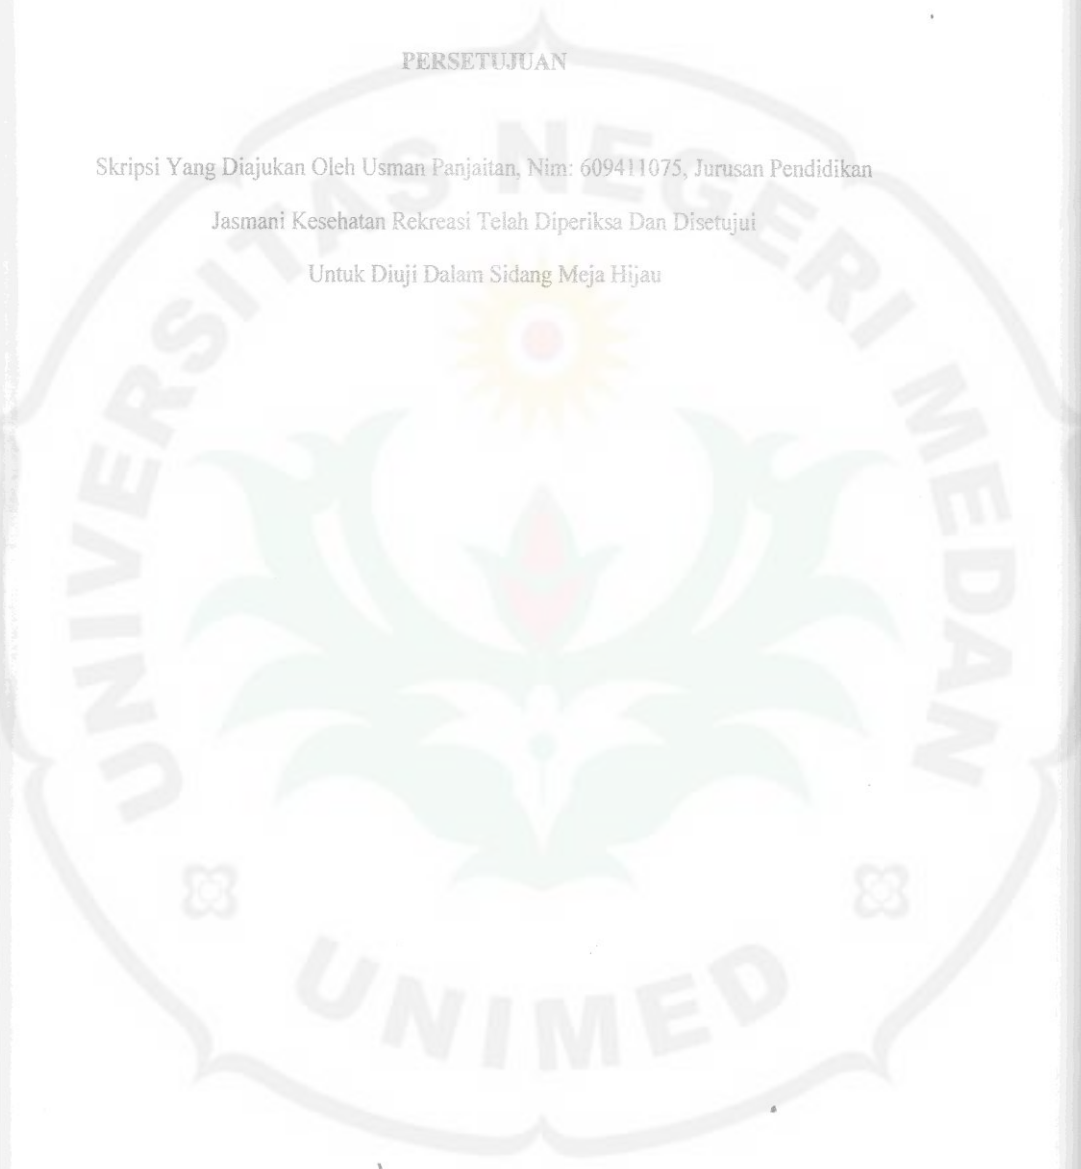 PERSETUJUAN
Skripsi Yang Diajukan Oleh Usman Panjaitan, Nim: 609411075, Jurusan Pendidikan
Jasmani Kesehatan Rekreasi Telah Diperiksa Dan Disetujui
Untuk Diuji Dalam Sidang Meja Hijau
UNIVERSITAS NEGERI MEDAN
UNIMED